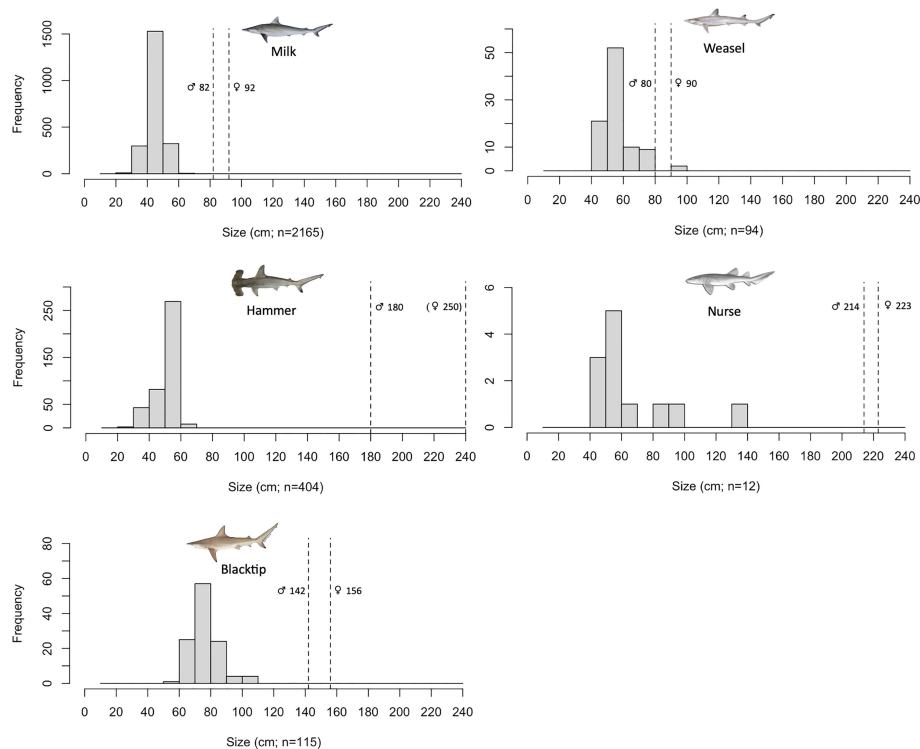 Milk
Frequency
1500
1000
500
0
♂ 82
♀ 92
0 20 40 60 80 100 120 140 160 180 200 220 240
Size (cm; n=2165)
Weasel
50
30
10
0
♂ 80
♀ 90
0 20 40 60 80 100 120 140 160 180 200 220 240
Size (cm; n=94)
Hammer
Frequency
250
150
50
0
♂ 180
(♀ 250)
0 20 40 60 80 100 120 140 160 180 200 220 240
Size (cm; n=404)
Nurse
6
4
2
0
♂ 214
♀ 223
0 20 40 60 80 100 120 140 160 180 200 220 240
Size (cm; n=12)
Blacktip
Frequency
80
60
40
20
0
♂ 142
♀ 156
0 20 40 60 80 100 120 140 160 180 200 220 240
Size (cm; n=115)